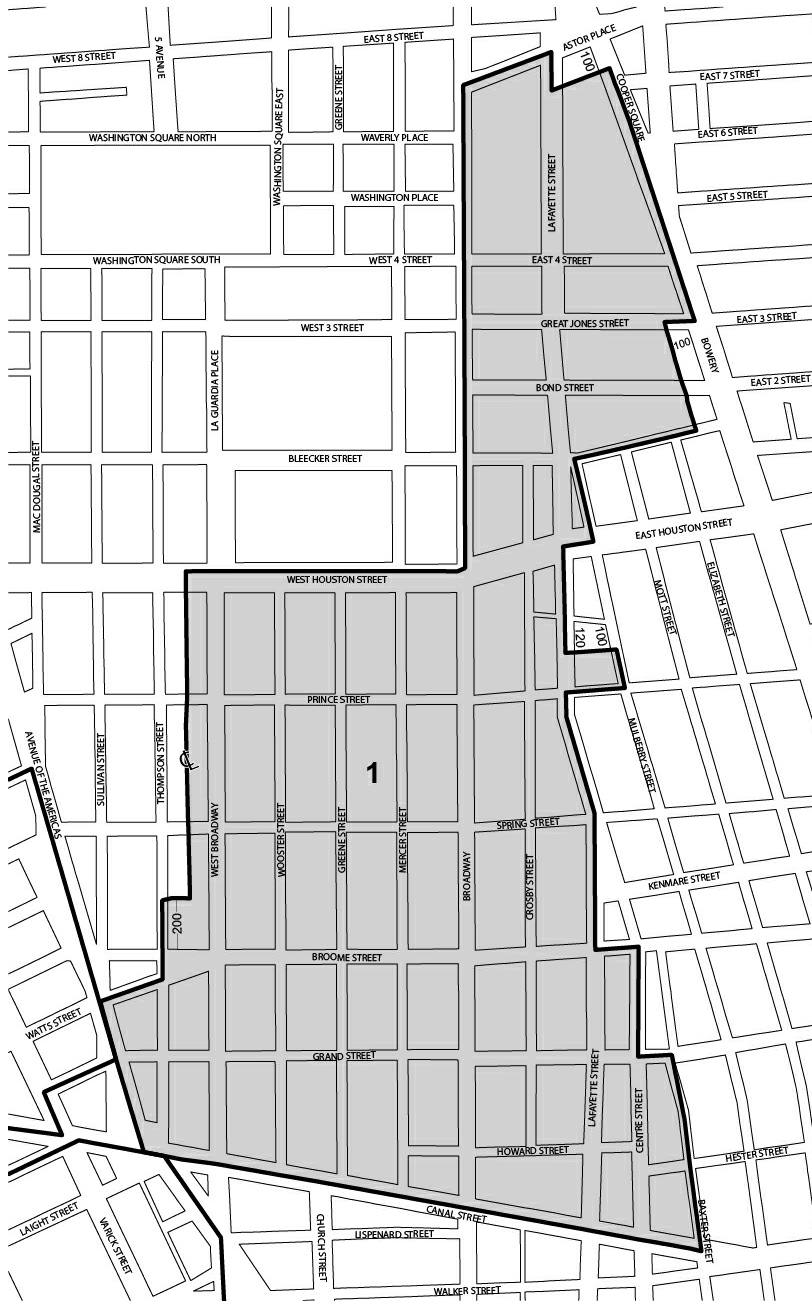 EAST 8 STREET
ASTOR PLACE
WEST 8 STREET
5 AVENUE
100
EAST 7 STREET
GREENE STREET
COOPER SQUARE
WASHINGTON SQUARE EAST
WASHINGTON SQUARE NORTH
WAVERLY PLACE
EAST 6 STREET
LAFAYETTE STREET
WASHINGTON PLACE
EAST 5 STREET
WASHINGTON SQUARE SOUTH
WEST 4 STREET
EAST 4 STREET
WEST 3 STREET
GREAT JONES STREET
EAST 3 STREET
100
BOWERY
LA GUARDIA PLACE
BOND STREET
EAST 2 STREET
MAC DOUGAL STREET
BLEECKER STREET
EAST HOUSTON STREET
WEST HOUSTON STREET
MOTT STREET
ELIZABETH STREET
120
100
PRINCE STREET
AVENUE OF THE AMERICAS
SULLIVAN STREET
THOMPSON STREET
MULBERRY STREET
1
WEST BROADWAY
WOOSTER STREET
GREENE STREET
MERCER STREET
SPRING STREET
BROADWAY
CROSBY STREET
KENMARE STREET
200
BROOME STREET
WATTS STREET
GRAND STREET
LAFAYETTE STREET
CENTRE STREET
HOWARD STREET
HESTER STREET
CANAL STREET
BAXTER STREET
LAIGHT STREET
VARICK STREET
CHURCH STREET
LISPENARD STREET
WALKER STREET